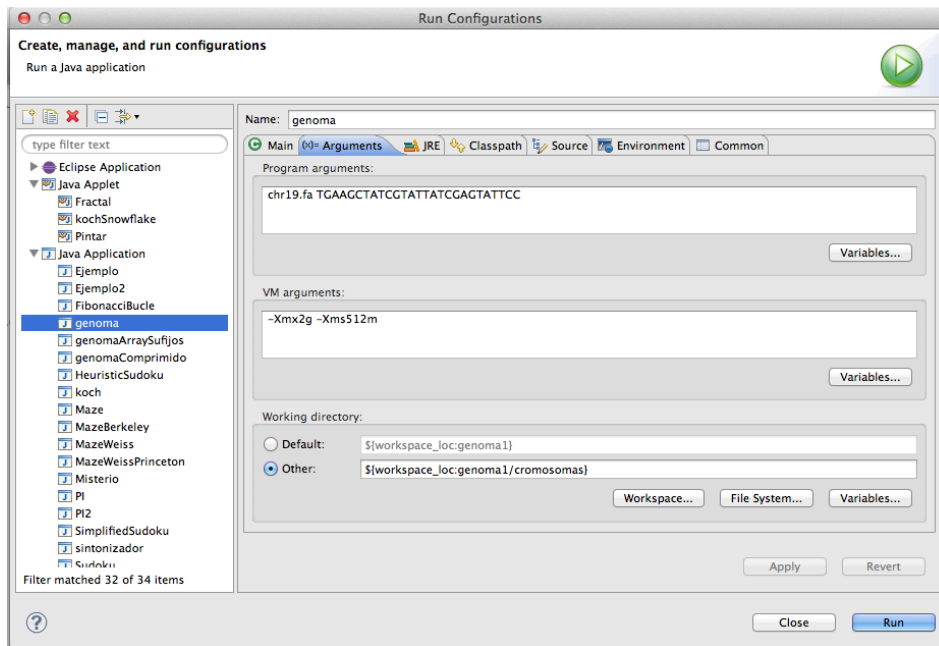 Run Configurations
Create, manage, and run configurations
Run a Java application
type filter text
Eclipse Application
Java Applet
Fractal
kochSnowflake
Pintar
Java Application
Ejemplo
Ejemplo2
FibonacciBucle
genoma
genomaArraySufijos
genomaComprimido
HeuristicSudoku
koch
Maze
MazeBerkeley
MazeWeiss
MazeWeissPrinceton
Misterio
PI
PI2
SimplifiedSudoku
sintonizador
Sudoku
Filter matched 32 of 34 items
Name: genoma
Main (x)= Arguments JRE Classpath Source Environment Common
Program arguments:
chr19.fa TGAAGCTATCGTATTATCGAGTATTCC
Variables...
VM arguments:
-Xmx2g -Xms512m
Variables...
Working directory:
Default: ${workspace_loc:genoma1}
Other: ${workspace_loc:genoma1/cromosomas}
Workspace... File System... Variables...
Apply Revert
? Close Run